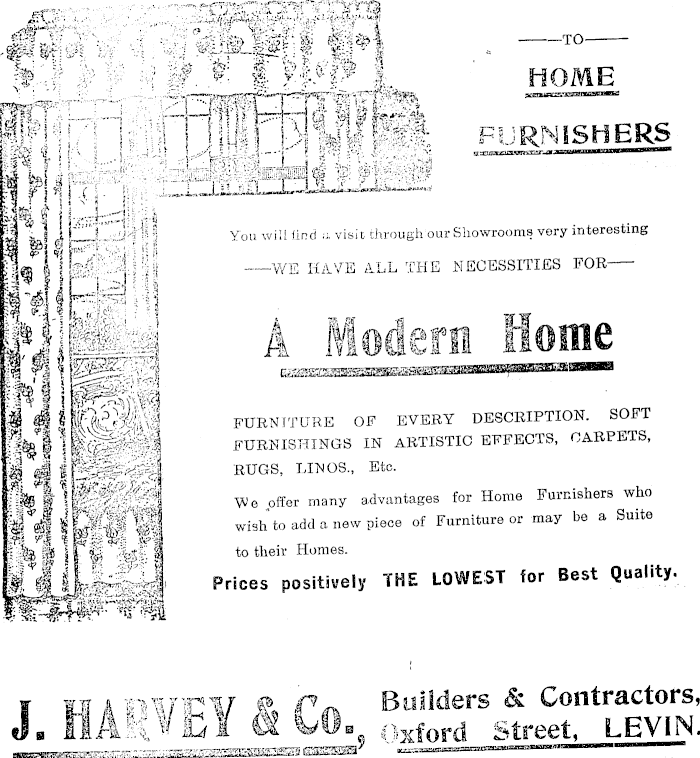 TO
HOME
FURNISHERS
You will find a visit through our Showrooms very interesting
WE HAVE ALL THE NECESSITIES FOR
A Modern Home
FURNITURE OF EVERY DESCRIPTION. SOFT
FURNISHINGS IN ARTISTIC EFFECTS, CARPETS,
RUGS, LINOS., Etc.
We offer many advantages for Home Furnishers who
wish to add a new piece of Furniture or may be a Suite
to their Homes.
Prices positively THE LOWEST for Best Quality.
J. HARVEY & Co.,
Builders & Contractors,
Oxford Street, LEVIN.